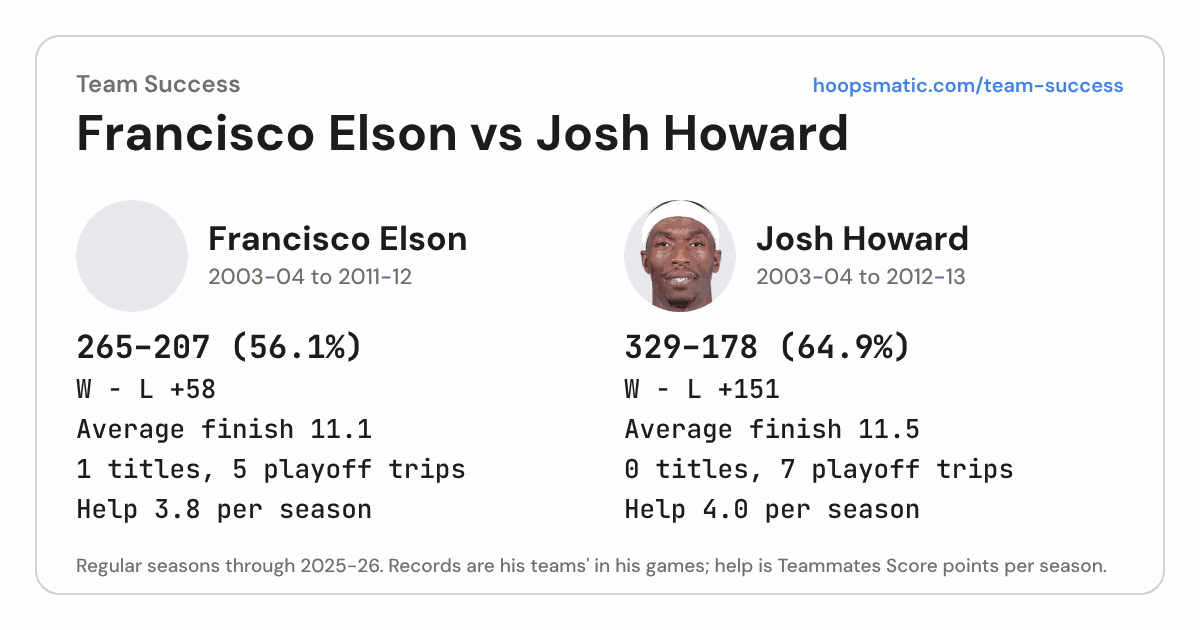 Team Success
hoopsmatic.com/team-success
Francisco Elson vs Josh Howard
Francisco Elson
2003-04 to 2011-12
265-207 (56.1%)
W - L +58
Average finish 11.1
1 titles, 5 playoff trips
Help 3.8 per season
Josh Howard
2003-04 to 2012-13
329-178 (64.9%)
W - L +151
Average finish 11.5
0 titles, 7 playoff trips
Help 4.0 per season
Regular seasons through 2025-26. Records are his teams' in his games; help is Teammates Score points per season.